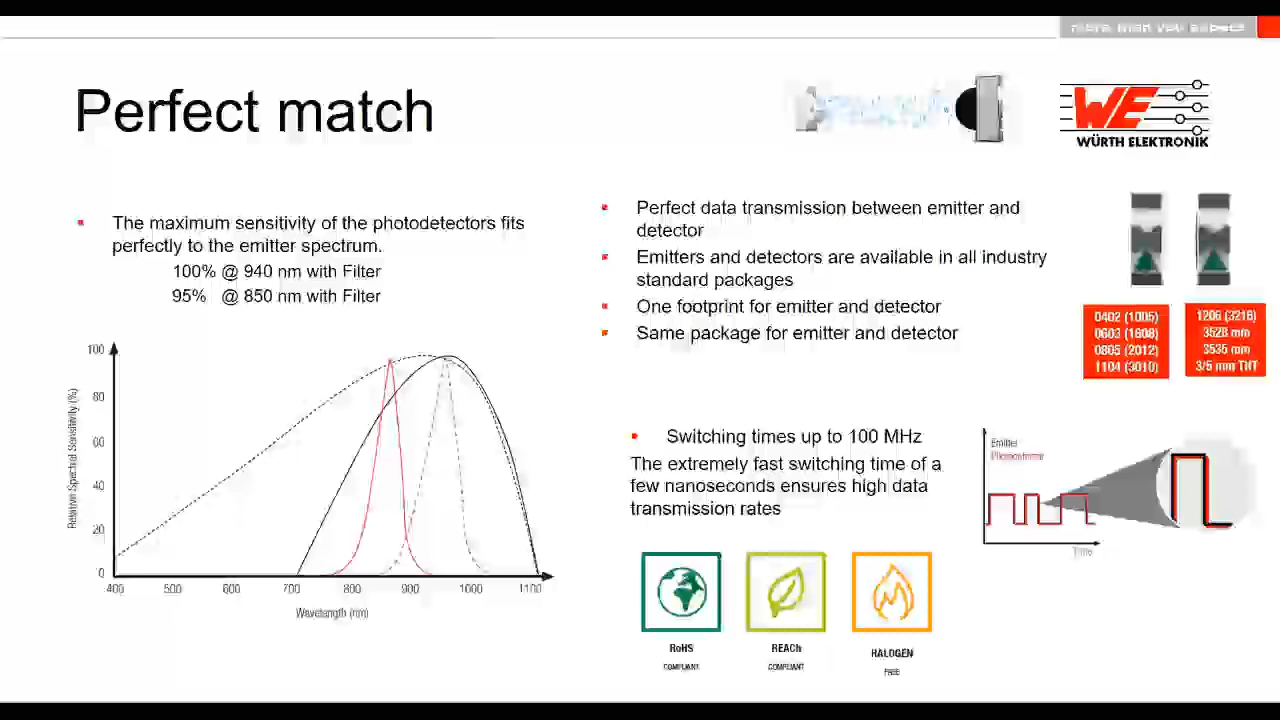 more than you expect
Perfect match
WE
WÜRTH ELEKTRONIK
The maximum sensitivity of the photodetectors fits
perfectly to the emitter spectrum.
100% @ 940 nm with Filter
95% @ 850 nm with Filter
Perfect data transmission between emitter and
detector
Emitters and detectors are available in all industry
standard packages
One footprint for emitter and detector
Same package for emitter and detector
0402 (1005)
0603 (1608)
0805 (2012)
1104 (3010)
1206 (3216)
3528 mm
3535 mm
3/5 mm THT
Relative Spectral Sensitivity (%)
100
80
60
40
20
0
400 500 600 700 800 900 1000 1100
Wavelength (nm)
Switching times up to 100 MHz
The extremely fast switching time of a
few nanoseconds ensures high data
transmission rates
Emitter
Time
RoHS
COMPLIANT
REACh
COMPLIANT
HALOGEN
FREE